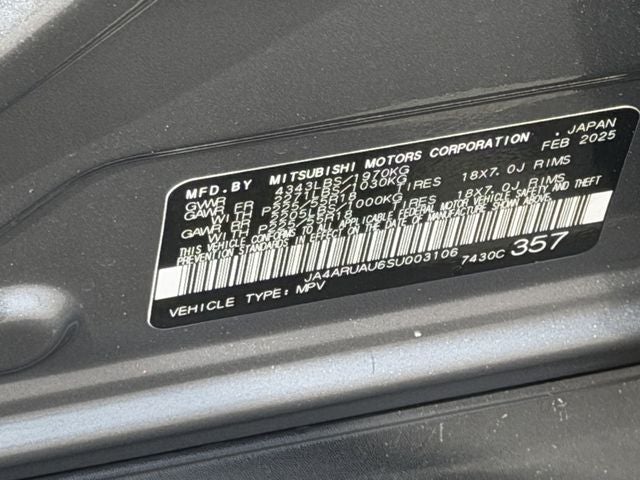 MFD.BY MITSUBISHI MOTORS CORPORATION, JAPAN
GVWR 4343LBS/1970KG FEB 2025
GAWR FR 2271LBS/1030KG
WITH P225/55R18 TIRES 18X7.0J RIMS
GAWR RR 2205LBS/1000KG
WITH P225/55R18 TIRES 18X7.0J RIMS
THIS VEHICLE CONFORMS TO ALL APPLICABLE FEDERAL MOTOR VEHICLE SAFETY AND THEFT
PREVENTION STANDARDS IN EFFECT ON THE DATE OF MANUFACTURE SHOWN ABOVE.
JA4ARUAU6SU003106 7430C 357
VEHICLE TYPE: MPV